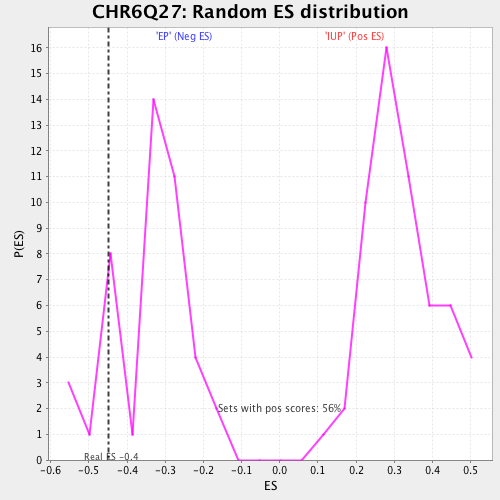 CHR6Q27: Random ES distribution
'EP' (Neg ES)
'IUP' (Pos ES)
16
15
14
13
12
11
10
9
8
7
6
5
4
3
2
1
0
P(ES)
Sets with pos scores: 56%
Real ES -0.4
-0.6 -0.5 -0.4 -0.3 -0.2 -0.1 0.0 0.1 0.2 0.3 0.4 0.5
ES